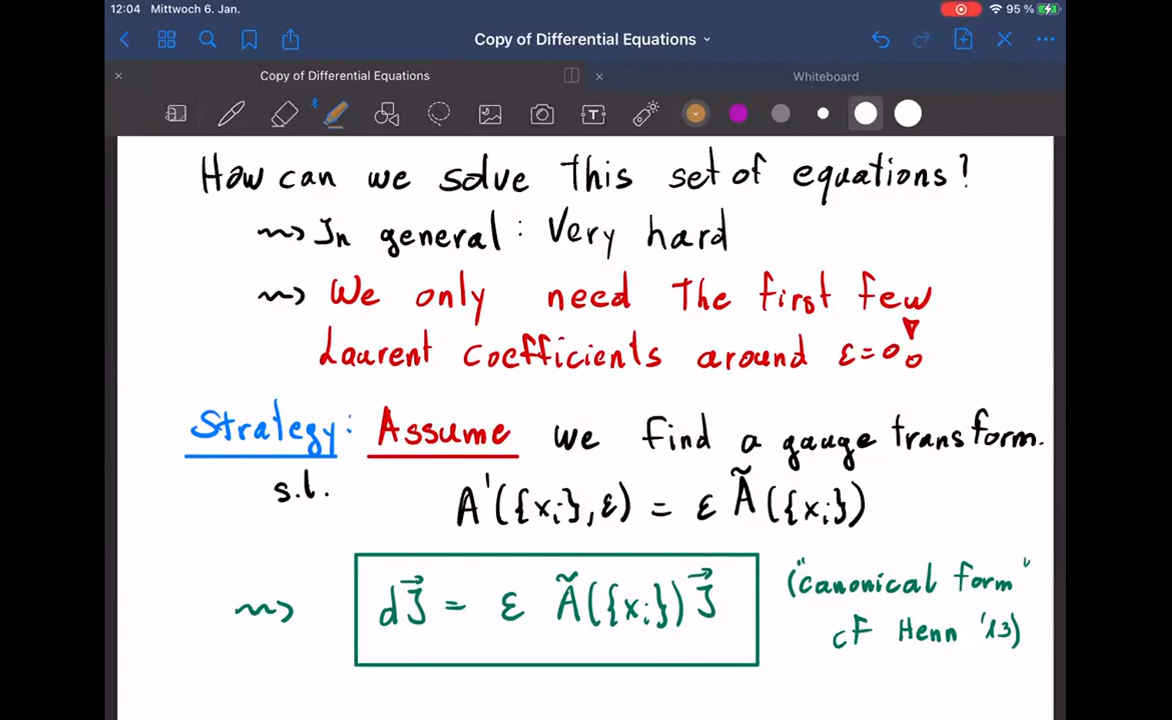 12:04 Mittwoch 6. Jan.
95 %
Copy of Differential Equations
Copy of Differential Equations
Whiteboard
How can we solve this set of equations?
~> In general: Very hard
~> We only need the first few
Laurent coefficients around ε=0
Strategy: Assume we find a gauge transform.
s.t. A'({xᵢ},ε) = ε Ã({xᵢ})
~> dJ⃗ = ε Ã({xᵢ}) J⃗
("canonical form"
cf Henn '13)